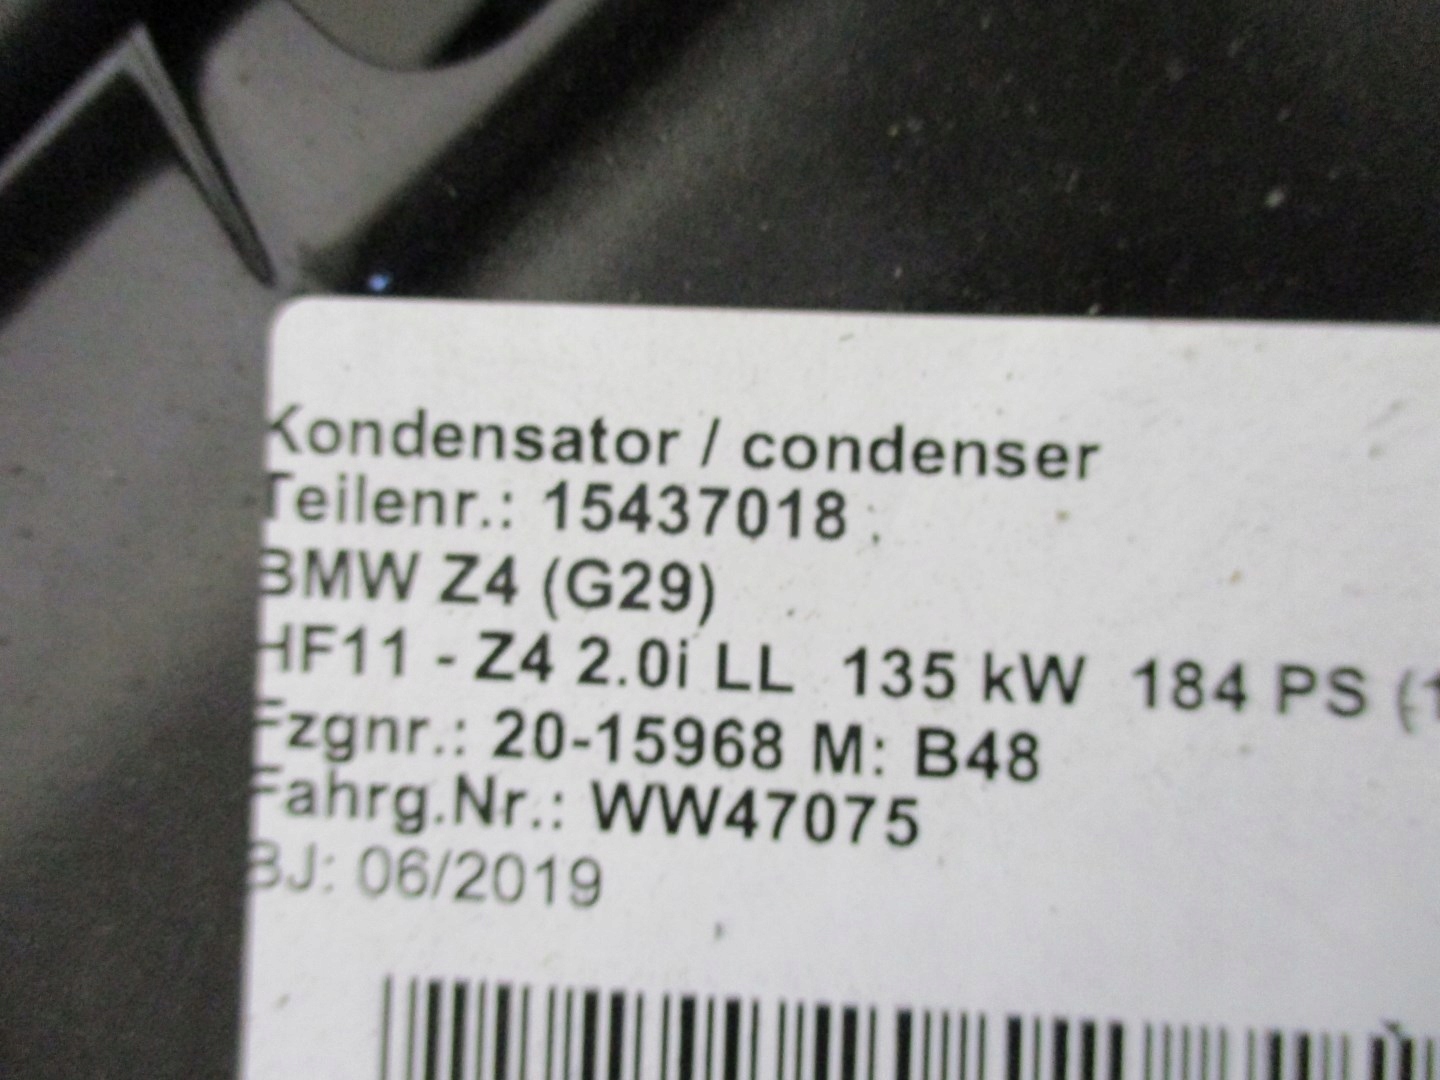 Kondensator / condenser
Teilenr.: 15437018
BMW Z4 (G29)
HF11 - Z4 2.0i LL 135 kW 184 PS (1
Fzgnr.: 20-15968 M: B48
Fahrg.Nr.: WW47075
BJ: 06/2019